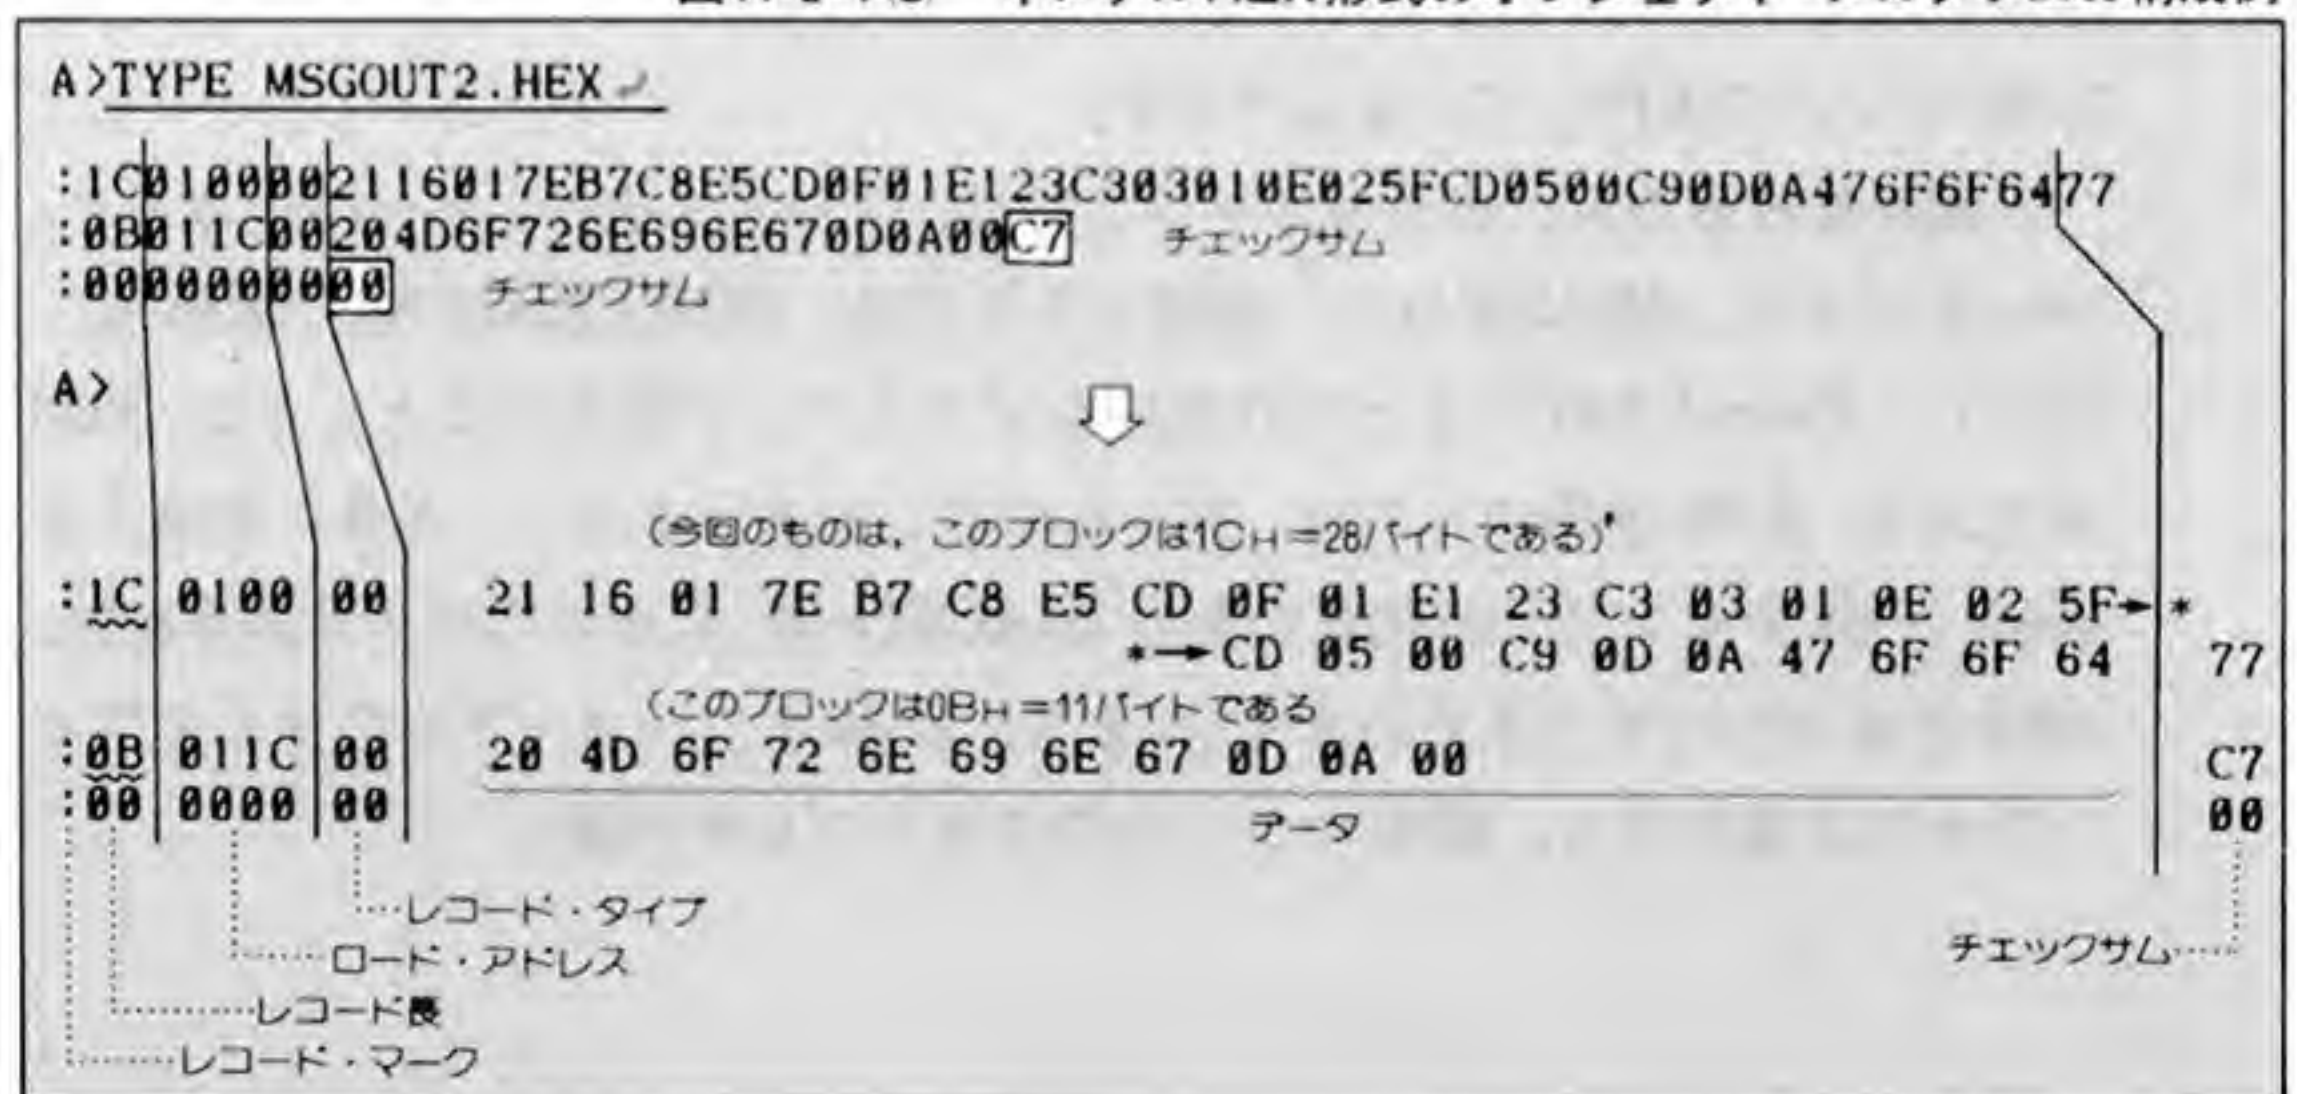 A>TYPE MSGOUT2.HEX
:1C0100002116017EB7C8E5CD0F01E123C303010E025FCD0500C90D0A476F6F6477
:0B011C00204D6F726E696E670D0A00C7 チェックサム
:0000000000 チェックサム
A>
(今回のものは,このブロックは1CH=28バイトである)
:1C 0100 00 21 16 01 7E B7 C8 E5 CD 0F 01 E1 23 C3 03 01 0E 02 5F→ *
*→CD 05 00 C9 0D 0A 47 6F 6F 64 77
(このブロックは0BH=11バイトである
:0B 011C 00 20 4D 6F 72 6E 69 6E 67 0D 0A 00 C7
:00 0000 00 00
データ
レコード・タイプ
ロード・アドレス
チェックサム
レコード長
レコード・マーク